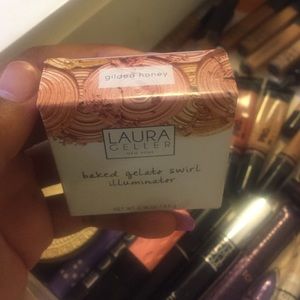 gilded honey
LAURA
GELLER
NEW YORK
baked gelato swirl
illuminator